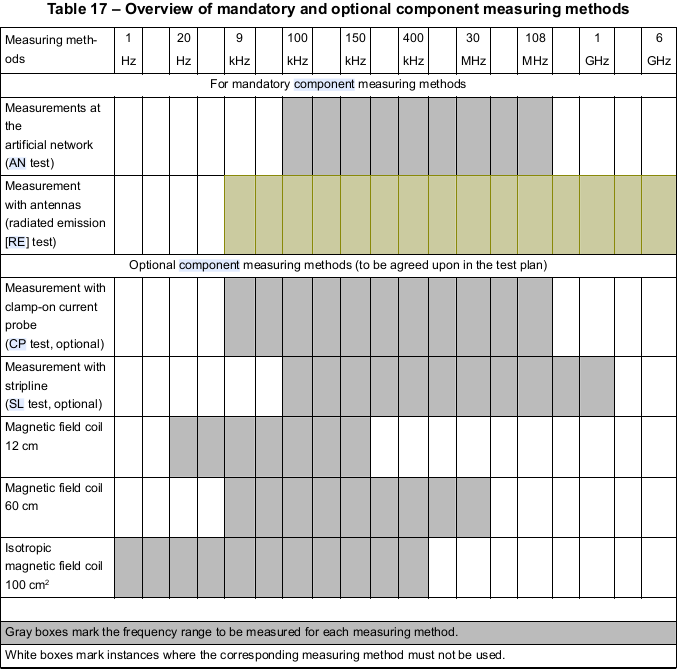 Table 17 – Overview of mandatory and optional component measuring methods
Measuring meth-
ods
1
Hz
20
Hz
9
kHz
100
kHz
150
kHz
400
kHz
30
MHz
108
MHz
1
GHz
6
GHz
For mandatory component measuring methods
Measurements at
the
artificial network
(AN test)
Measurement
with antennas
(radiated emission
[RE] test)
Optional component measuring methods (to be agreed upon in the test plan)
Measurement with
clamp-on current
probe
(CP test, optional)
Measurement with
stripline
(SL test, optional)
Magnetic field coil
12 cm
Magnetic field coil
60 cm
Isotropic
magnetic field coil
100 cm²
Gray boxes mark the frequency range to be measured for each measuring method.
White boxes mark instances where the corresponding measuring method must not be used.